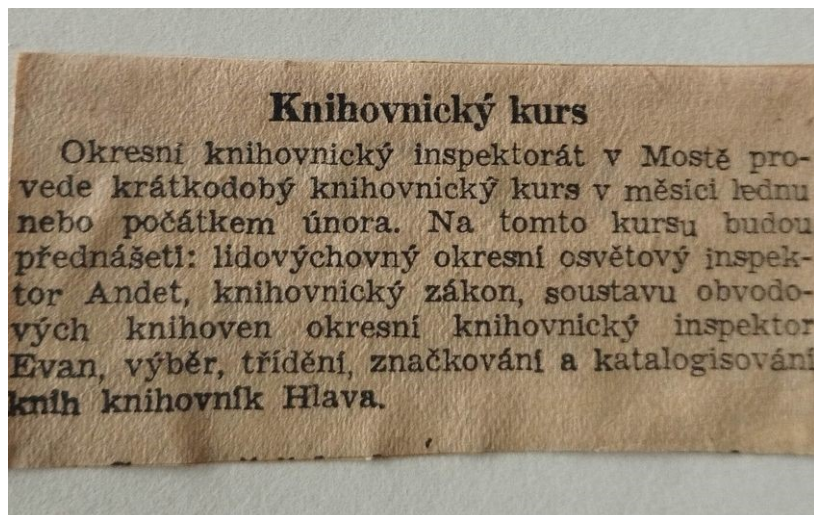 Knihovnický kurs
Okresní knihovnický inspektorát v Mostě pro-
vede krátkodobý knihovnický kurs v měsíci lednu
nebo počátkem února. Na tomto kursu budou
přednášeti: lidovýchovný okresní osvětový inspek-
tor Andet, knihovnický zákon, soustavu obvodo-
vých knihoven okresní knihovnický inspektor
Evan, výběr, třídění, značkování a katalogisování
knih knihovník Hlava.